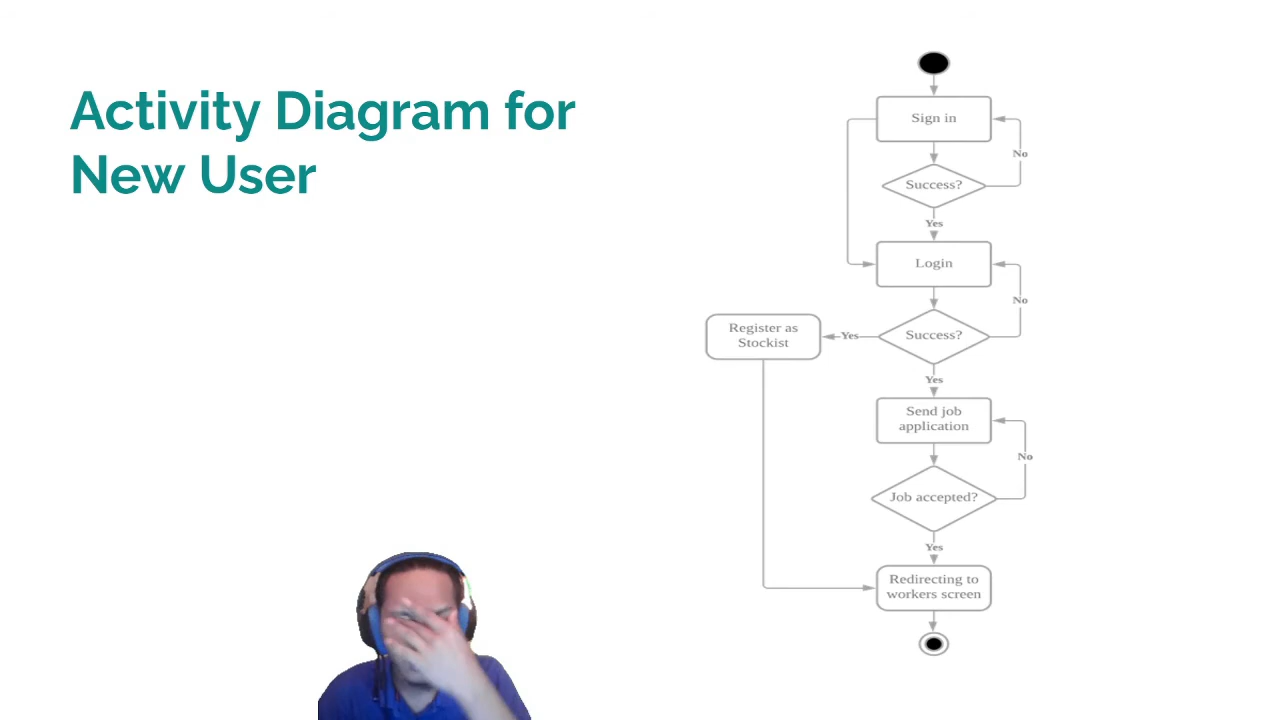 Activity Diagram for
New User
Sign in
No
Success?
Yes
Login
No
Register as
Stockist
Yes
Success?
Yes
Send job
application
No
Job accepted?
Yes
Redirecting to
workers screen